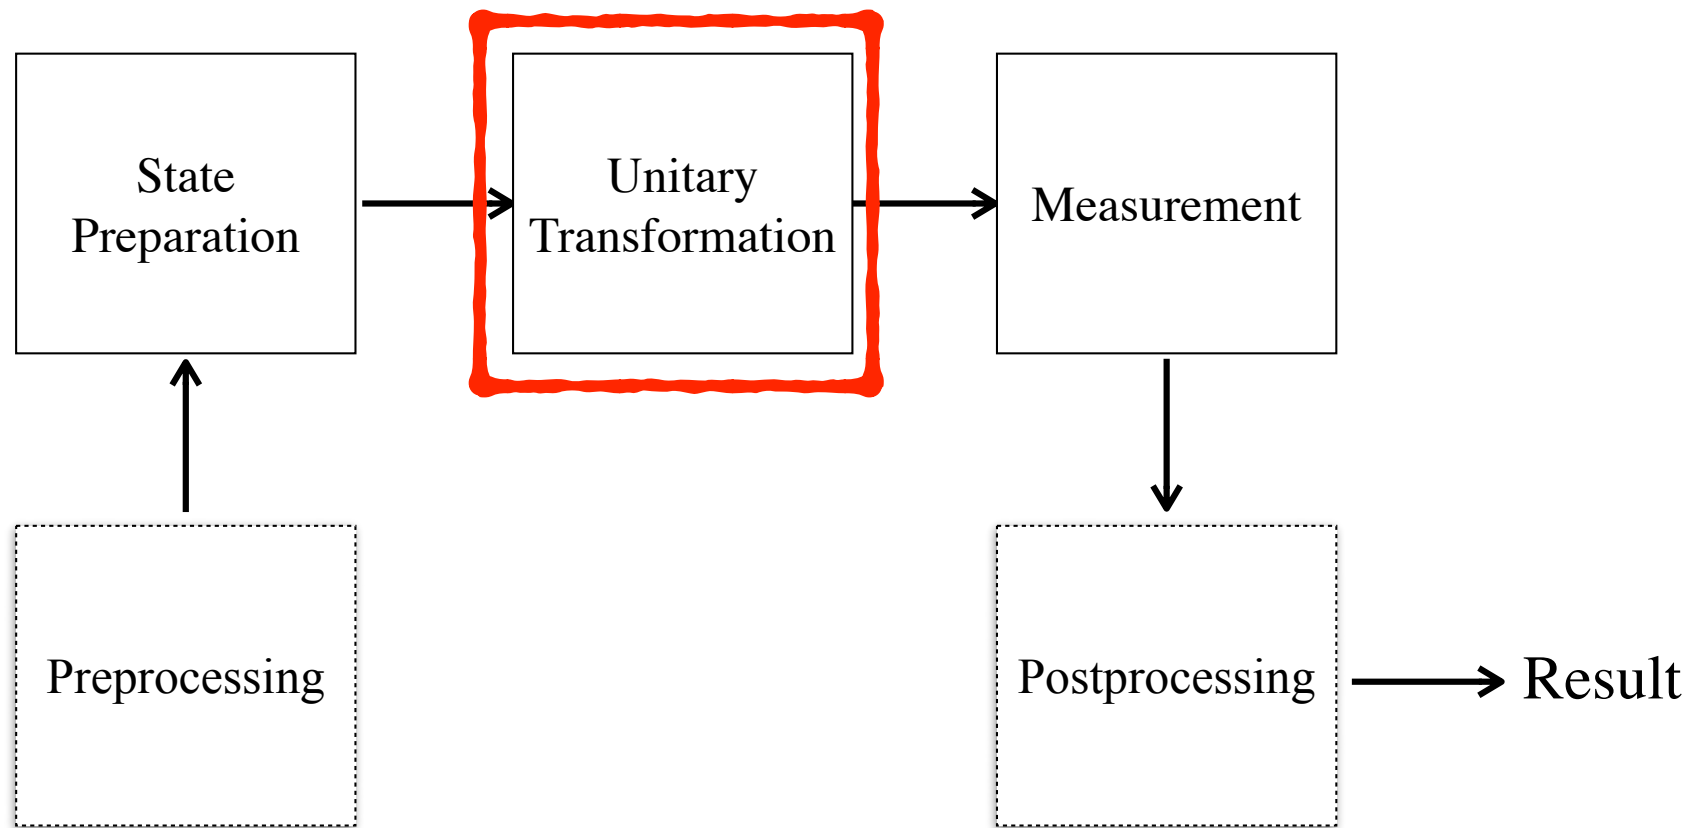 State
Preparation
Unitary
Transformation
Measurement
Preprocessing
Postprocessing
Result